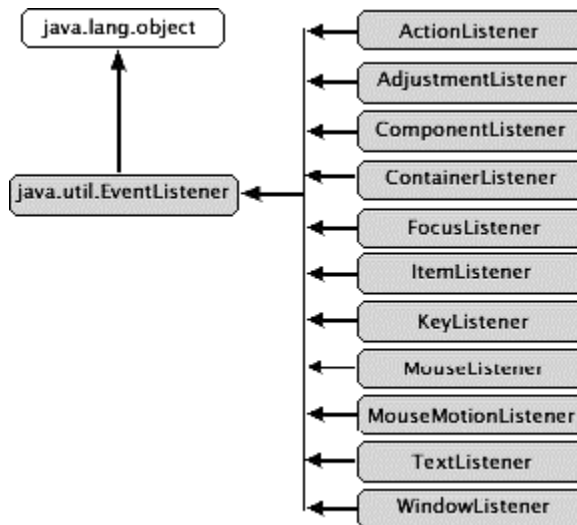 java.lang.object
ActionListener
AdjustmentListener
ComponentListener
java.util.EventListener
ContainerListener
FocusListener
ItemListener
KeyListener
MouseListener
MouseMotionListener
TextListener
WindowListener